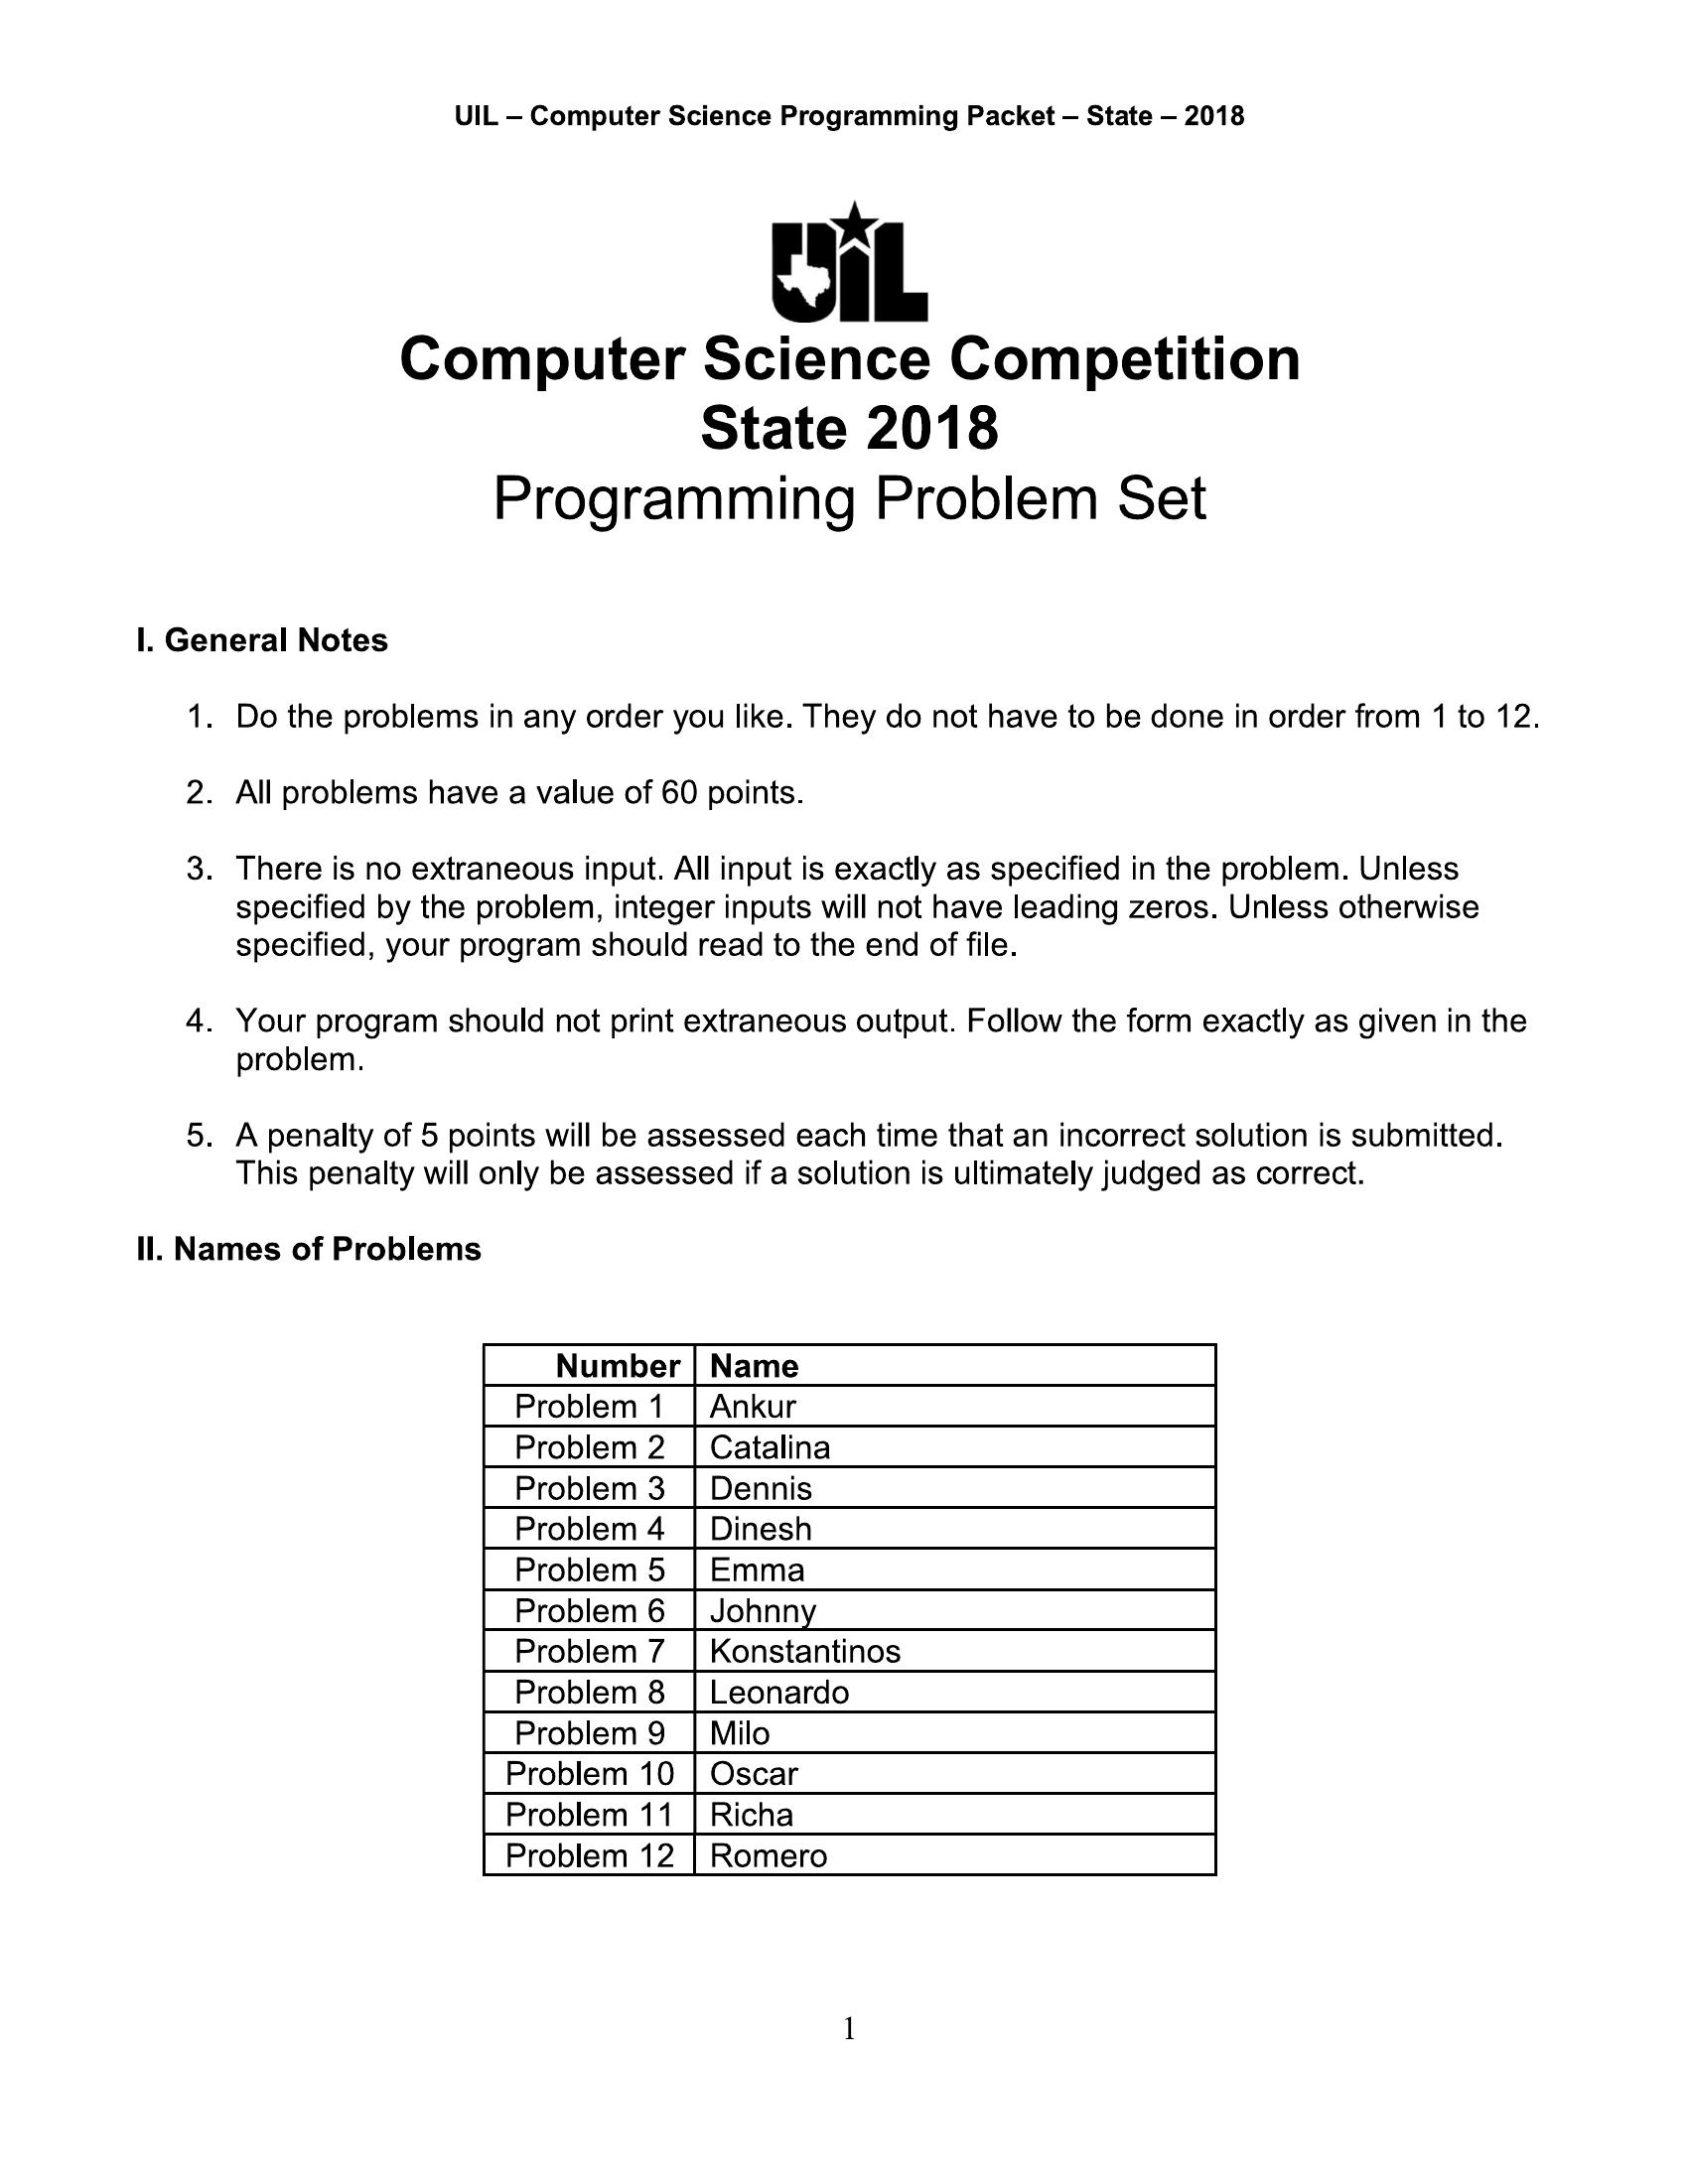 UIL – Computer Science Programming Packet – State – 2018
UIL
Computer Science Competition
State 2018
Programming Problem Set
I. General Notes
1. Do the problems in any order you like. They do not have to be done in order from 1 to 12.
2. All problems have a value of 60 points.
3. There is no extraneous input. All input is exactly as specified in the problem. Unless
specified by the problem, integer inputs will not have leading zeros. Unless otherwise
specified, your program should read to the end of file.
4. Your program should not print extraneous output. Follow the form exactly as given in the
problem.
5. A penalty of 5 points will be assessed each time that an incorrect solution is submitted.
This penalty will only be assessed if a solution is ultimately judged as correct.
II. Names of Problems
Number Name
Problem 1 Ankur
Problem 2 Catalina
Problem 3 Dennis
Problem 4 Dinesh
Problem 5 Emma
Problem 6 Johnny
Problem 7 Konstantinos
Problem 8 Leonardo
Problem 9 Milo
Problem 10 Oscar
Problem 11 Richa
Problem 12 Romero
1